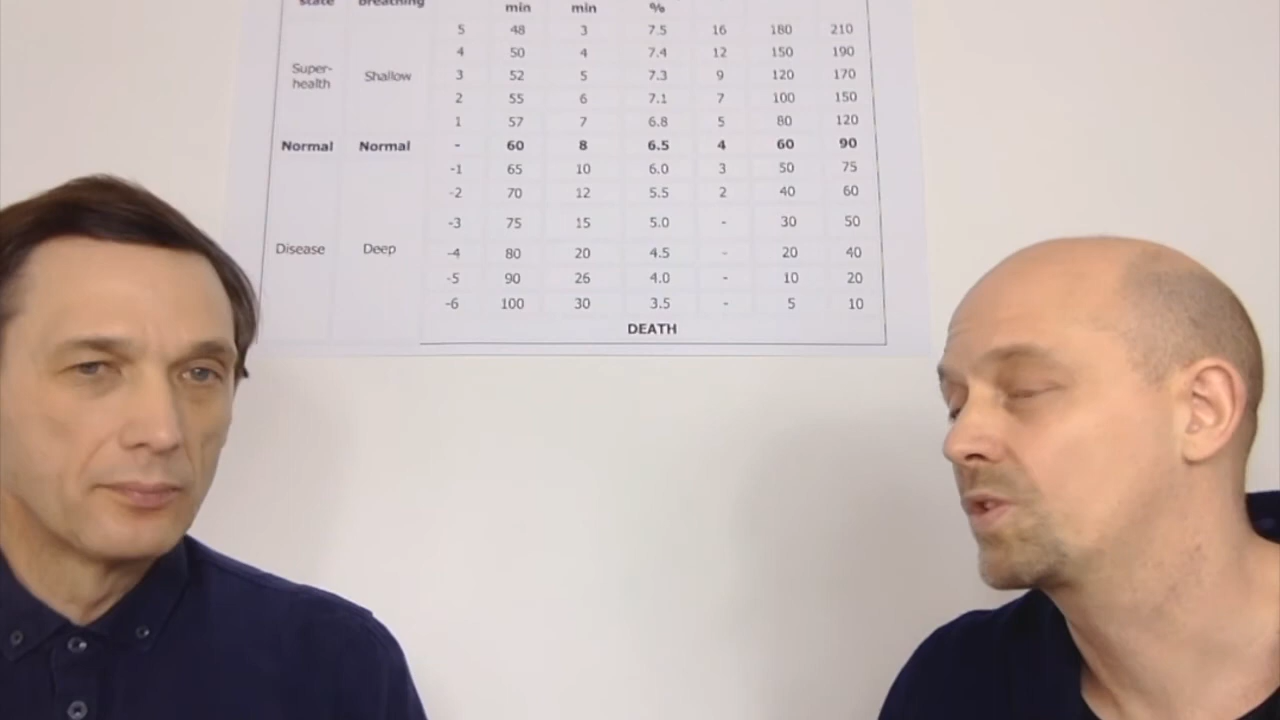 state Breathing
min min %
5 48 3 7.5 16 180 210
4 50 4 7.4 12 150 190
Super-
health Shallow 3 52 5 7.3 9 120 170
2 55 6 7.1 7 100 150
1 57 7 6.8 5 80 120
Normal Normal - 60 8 6.5 4 60 90
-1 65 10 6.0 3 50 75
-2 70 12 5.5 2 40 60
-3 75 15 5.0 - 30 50
Disease Deep -4 80 20 4.5 - 20 40
-5 90 26 4.0 - 10 20
-6 100 30 3.5 - 5 10
DEATH